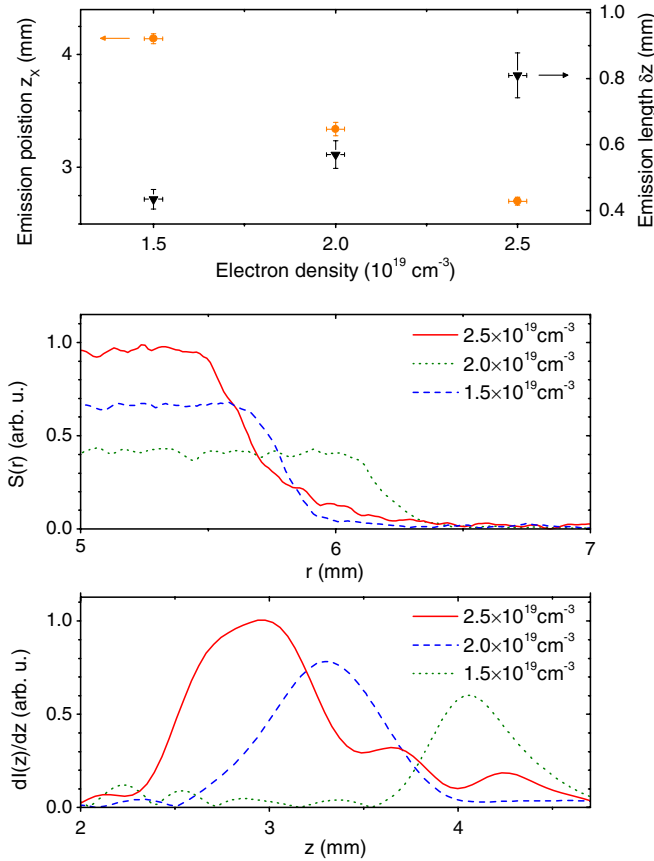 Emission poistion z_X (mm)
4
3
1.0
0.8
0.6
0.4
Emission length δz (mm)
1.5 2.0 2.5
Electron density (10^19 cm^-3)
S(r) (arb. u.)
1.0
0.5
0.0
2.5×10^19cm^-3
2.0×10^19cm^-3
1.5×10^19cm^-3
5 6 7
r (mm)
dI(z)/dz (arb. u.)
1.0
0.5
0.0
2.5×10^19cm^-3
2.0×10^19cm^-3
1.5×10^19cm^-3
2 3 4
z (mm)